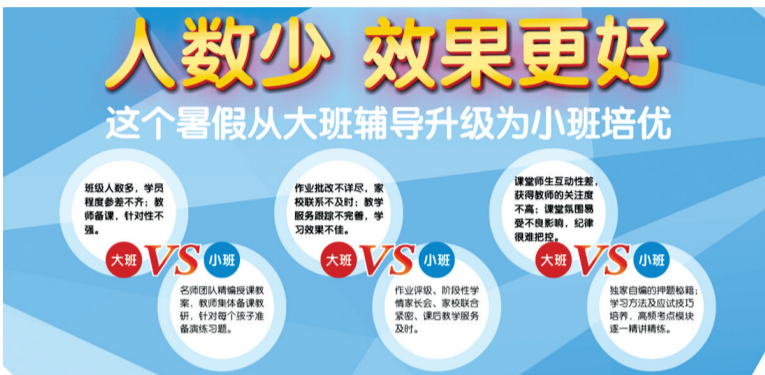 人数少 效果更好
这个暑假从大班辅导升级为小班培优
班级人数多，学员
程度参差不齐；教
师备课，针对性不
强。
大班VS小班
名师团队精编授课教
案，教师集体备课教
研，针对每个孩子准
备演练习题。
作业批改不详尽，家
校联系不及时；教学
服务跟踪不完善，学
习效果不佳。
大班VS小班
作业评级、阶段性学
情家长会、家校联合
紧密、课后教学服务
及时。
课堂师生互动性差，
获得教师的关注度
不高；课堂氛围易
受不良影响，纪律
很难把控。
大班VS小班
独家自编的押题秘籍；
学习方法及应试技巧
培养，高频考点模块
逐一精讲精练。